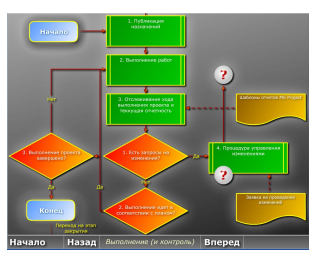 Начало
1. Публикация
назначений
2. Выполнение работ
3. Отслеживание хода
выполнения проекта и
текущая отчетность
Шаблоны отчетов MS Project
Нет
3. Выполнение проекта
завершено?
1. Есть запросы на
изменения?
Да
4. Процедура управления
изменениями
?
?
Да
Да
Нет
Конец
2. Выполнение идет в
соответствии с планом?
Заявка на проведение
изменений
Переход на этап
закрытия
Начало
Назад
Выполнение (и контроль)
Вперед